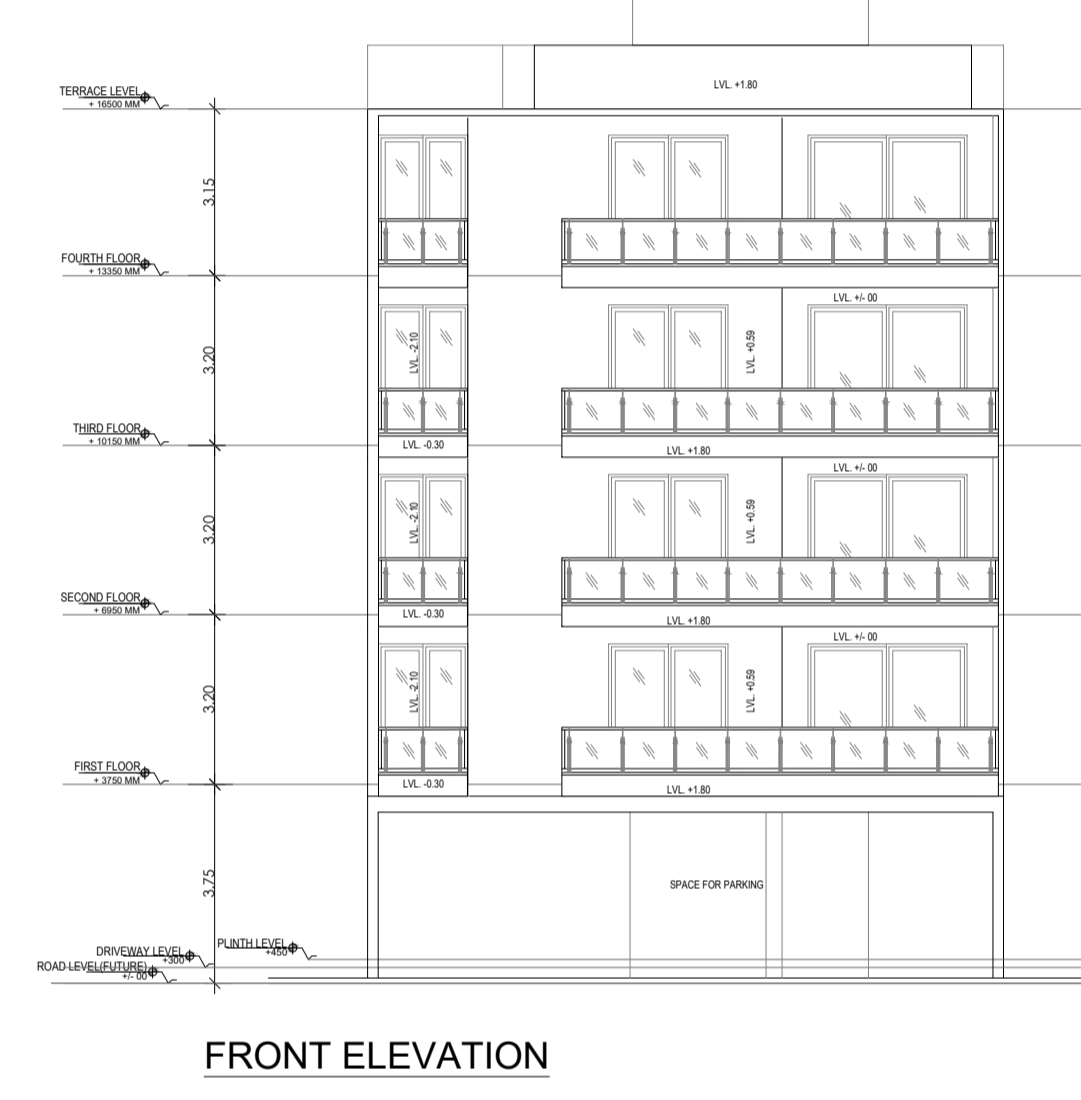 LVL. +1.80
TERRACE LEVEL
+ 16500 MM
3.15
FOURTH FLOOR
+ 13350 MM
LVL. +/- 00
3.20
LVL. -2.10
LVL. +0.59
THIRD FLOOR
+ 10150 MM
LVL. -0.30
LVL. +1.80
LVL. +/- 00
3.20
LVL. -2.10
LVL. +0.59
SECOND FLOOR
+ 6950 MM
LVL. -0.30
LVL. +1.80
LVL. +/- 00
3.20
LVL. -2.10
LVL. +0.59
FIRST FLOOR
+ 3750 MM
LVL. -0.30
LVL. +1.80
3.75
SPACE FOR PARKING
PLINTH LEVEL
+450
DRIVEWAY LEVEL
+300
ROAD LEVEL(FUTURE)
+/- 00
FRONT ELEVATION